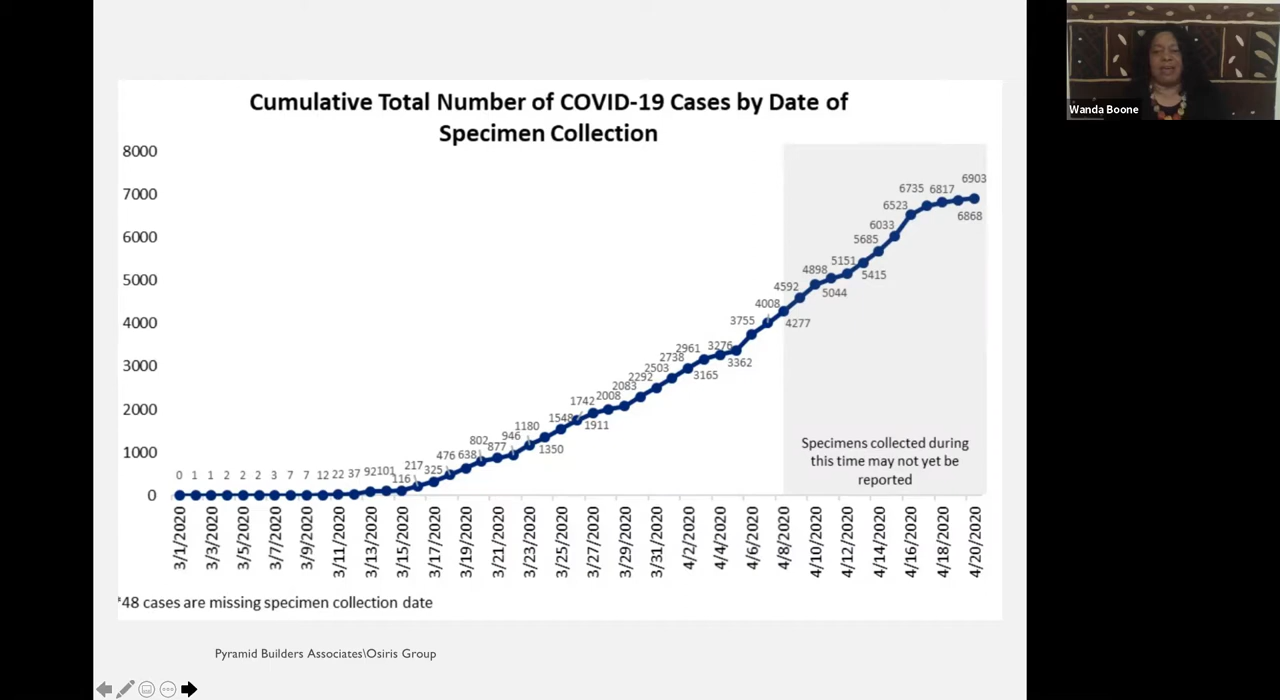 Wanda Boone
Cumulative Total Number of COVID-19 Cases by Date of
Specimen Collection
8000
7000
6000
5000
4000
3000
2000
1000
0
0 1 1 2 2 2 3 7 7 12 22 37 92 101 116 217 325 476 638 802 877 946 1180 1350 1548 1742 1911 2008 2083 2292 2503 2738 2961 3165 3276 3362 3755 4008 4277 4592 4898 5044 5151 5415 5685 6033 6523 6735 6817 6868 6903
Specimens collected during
this time may not yet be
reported
3/1/2020 3/3/2020 3/5/2020 3/7/2020 3/9/2020 3/11/2020 3/13/2020 3/15/2020 3/17/2020 3/19/2020 3/21/2020 3/23/2020 3/25/2020 3/27/2020 3/29/2020 3/31/2020 4/2/2020 4/4/2020 4/6/2020 4/8/2020 4/10/2020 4/12/2020 4/14/2020 4/16/2020 4/18/2020 4/20/2020
*48 cases are missing specimen collection date
Pyramid Builders Associates\Osiris Group